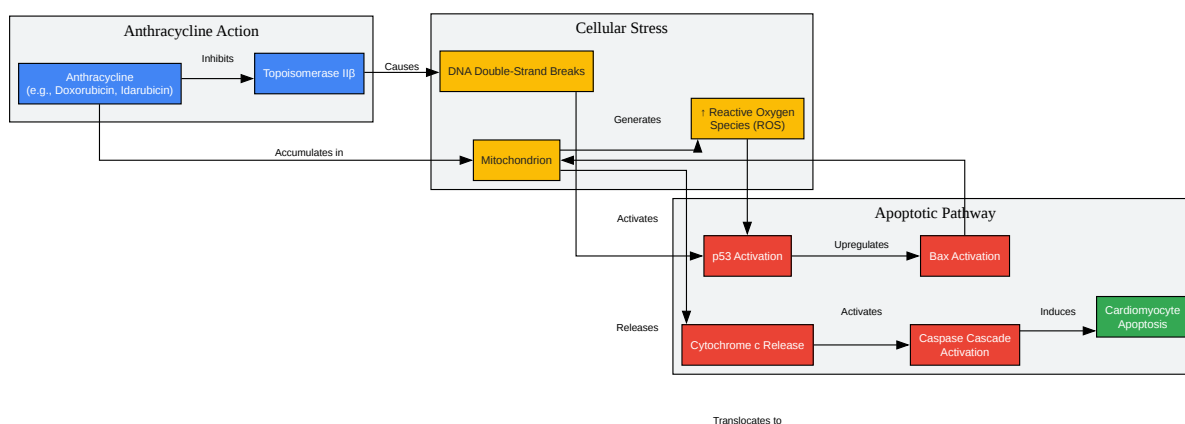 Anthracycline Action
Inhibits
Anthracycline
(e.g., Doxorubicin, Idarubicin)
Topoisomerase IIβ
Causes
Accumulates in
Cellular Stress
DNA Double-Strand Breaks
Generates
↑ Reactive Oxygen
Species (ROS)
Mitochondrion
Activates
Apoptotic Pathway
p53 Activation
Upregulates
Bax Activation
Releases
Cytochrome c Release
Activates
Caspase Cascade
Activation
Induces
Cardiomyocyte
Apoptosis
Translocates to